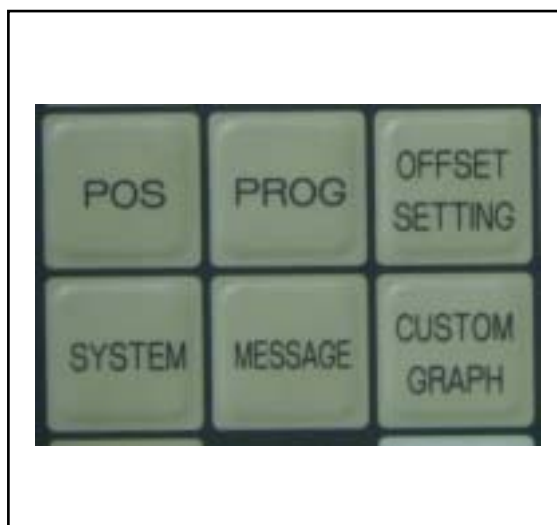 POS
PROG
OFFSET
SETTING
SYSTEM
MESSAGE
CUSTOM
GRAPH